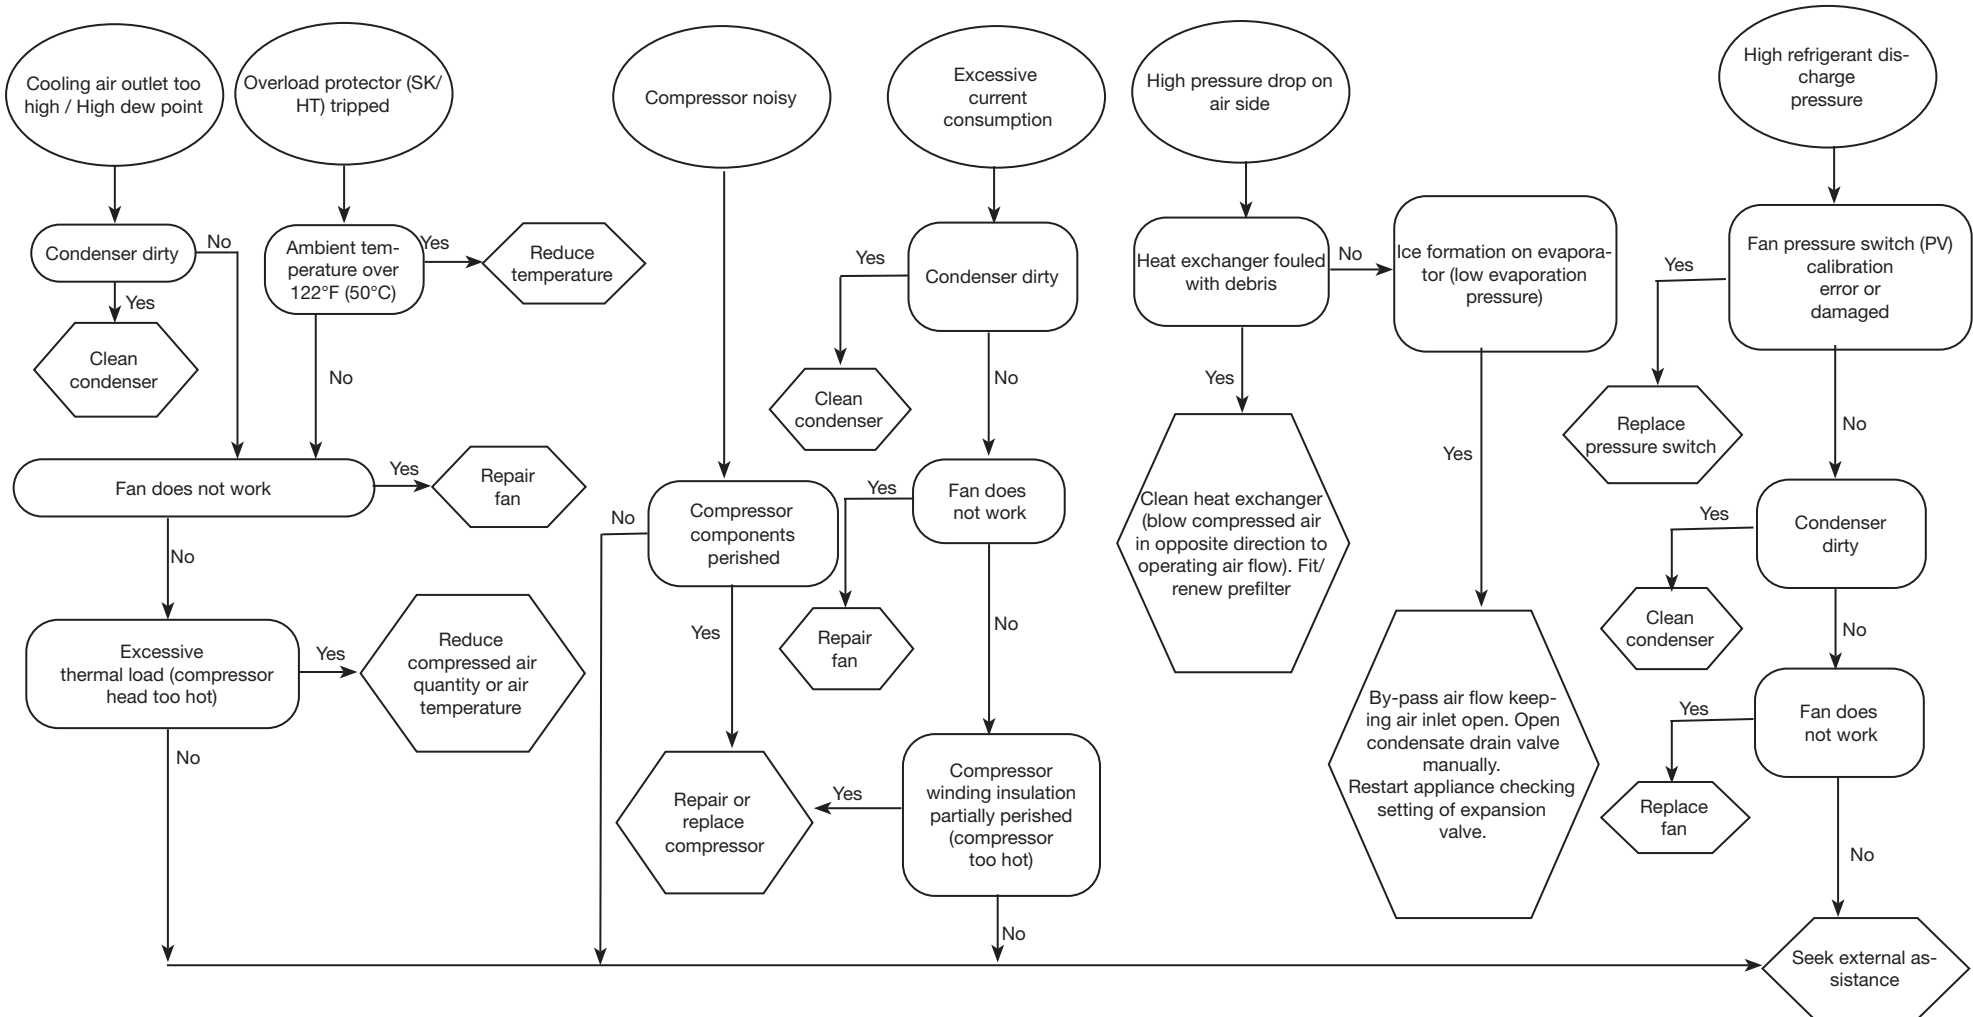 Cooling air outlet too
high / High dew point
Overload protector (SK/
HT) tripped
Compressor noisy
Excessive
current
consumption
High pressure drop on
air side
High refrigerant dis-
charge
pressure
Condenser dirty
No
Yes
Clean
condenser
Ambient tem-
perature over
122°F (50°C)
Yes
Reduce
temperature
No
Fan does not work
Yes
Repair
fan
No
Excessive
thermal load (compressor
head too hot)
Yes
Reduce
compressed air
quantity or air
temperature
No
Compressor
components
perished
No
Yes
Repair or
replace
compressor
Condenser dirty
Yes
Clean
condenser
No
Fan does
not work
Yes
Repair
fan
No
Compressor
winding insulation
partially perished
(compressor
too hot)
Yes
No
Heat exchanger fouled
with debris
No
Yes
Clean heat exchanger
(blow compressed air
in opposite direction to
operating air flow). Fit/
renew prefilter
Ice formation on evapora-
tor (low evaporation
pressure)
Yes
By-pass air flow keep-
ing air inlet open. Open
condensate drain valve
manually.
Restart appliance checking
setting of expansion
valve.
Fan pressure switch (PV)
calibration
error or
damaged
Yes
Replace
pressure switch
No
Condenser
dirty
Yes
Clean
condenser
No
Fan does
not work
Yes
Replace
fan
No
Seek external as-
sistance